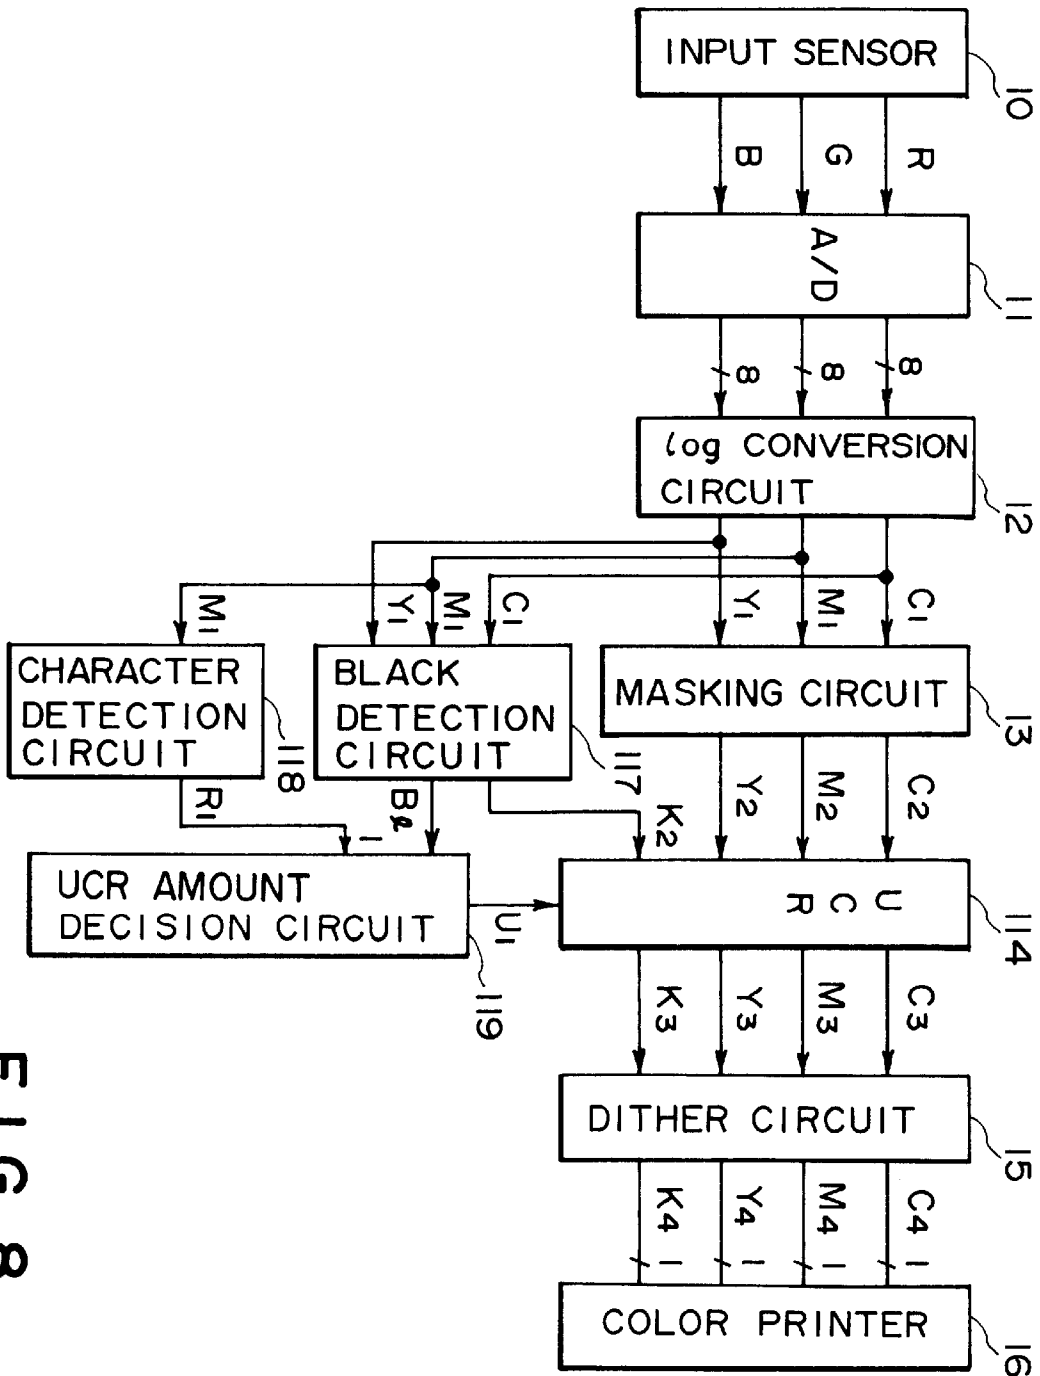 INPUT SENSOR
10
R
G
B
A/D
11
8
8
8
log CONVERSION
CIRCUIT
12
C1
M1
Y1
C1
M1
Y1
M1
MASKING CIRCUIT
13
BLACK
DETECTION
CIRCUIT
117
CHARACTER
DETECTION
CIRCUIT
118
C2
M2
Y2
K2
Bℓ
R1
1
UCR
114
UCR AMOUNT
DECISION CIRCUIT
119
U1
C3
M3
Y3
K3
DITHER CIRCUIT
15
C4
1
M4
1
Y4
1
K4
1
COLOR PRINTER
16
FIG 8